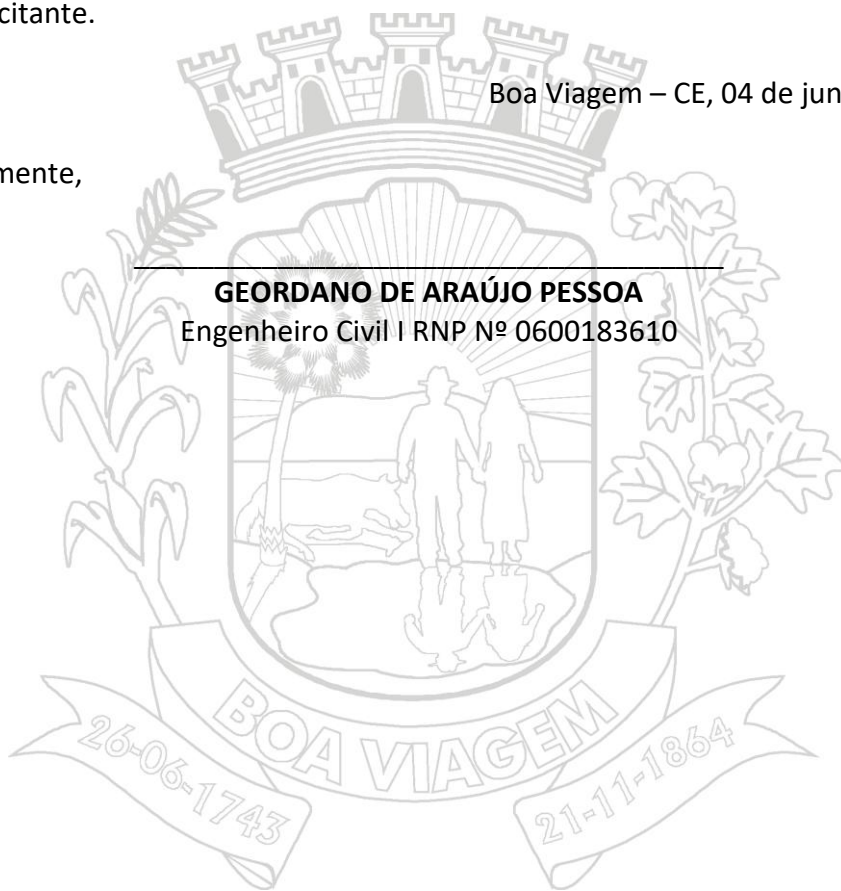 citante.
Boa Viagem – CE, 04 de jun
mente,
GEORDANO DE ARAÚJO PESSOA
Engenheiro Civil I RNP Nº 0600183610
BOA VIAGEM
26-06-1743
21-11-1864